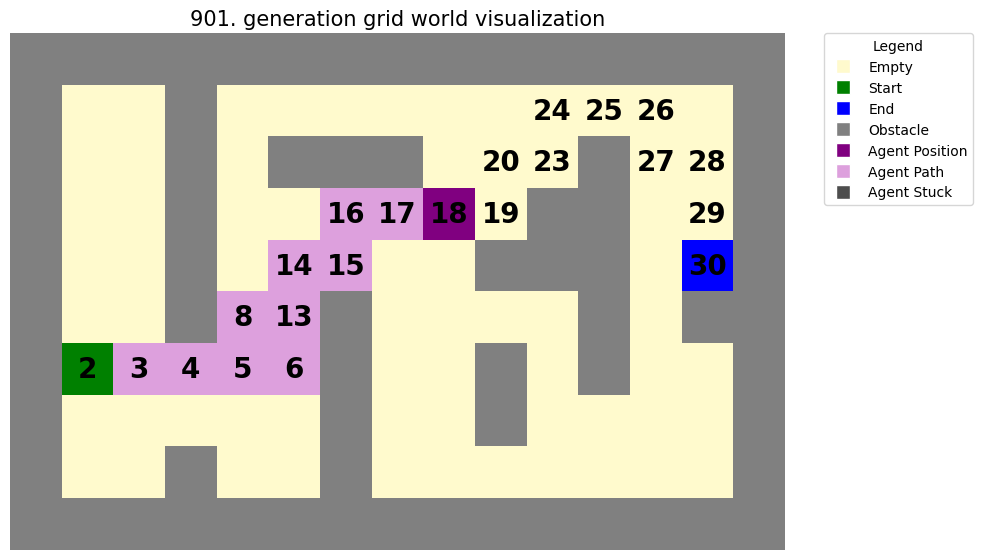 901. generation grid world visualization
24 25 26
20 23 27 28
16 17 18 19 29
14 15 30
8 13
2 3 4 5 6
Legend
Empty
Start
End
Obstacle
Agent Position
Agent Path
Agent Stuck